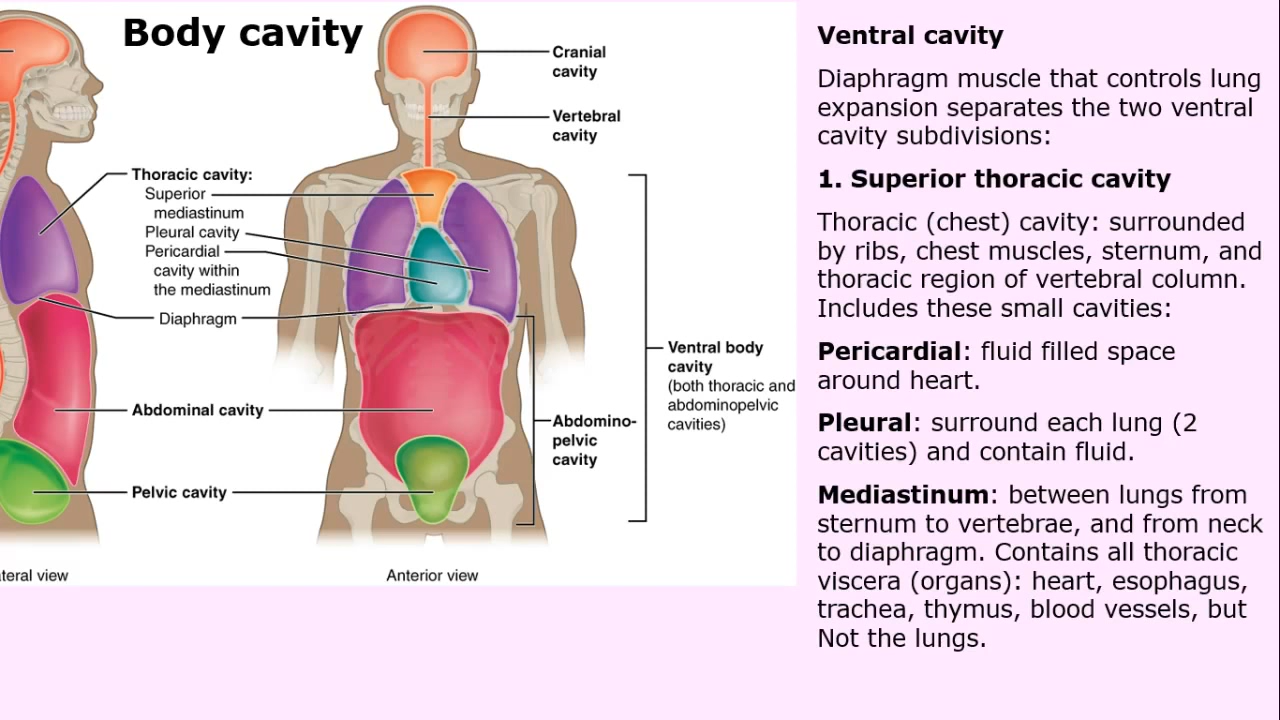 Body cavity
Cranial
cavity
Vertebral
cavity
Thoracic cavity:
Superior
mediastinum
Pleural cavity
Pericardial
cavity within
the mediastinum
Diaphragm
Abdominal cavity
Pelvic cavity
Ventral body
cavity
(both thoracic and
abdominopelvic
cavities)
Abdomino-
pelvic
cavity
ateral view
Anterior view
Ventral cavity
Diaphragm muscle that controls lung
expansion separates the two ventral
cavity subdivisions:
1. Superior thoracic cavity
Thoracic (chest) cavity: surrounded
by ribs, chest muscles, sternum, and
thoracic region of vertebral column.
Includes these small cavities:
Pericardial: fluid filled space
around heart.
Pleural: surround each lung (2
cavities) and contain fluid.
Mediastinum: between lungs from
sternum to vertebrae, and from neck
to diaphragm. Contains all thoracic
viscera (organs): heart, esophagus,
trachea, thymus, blood vessels, but
Not the lungs.